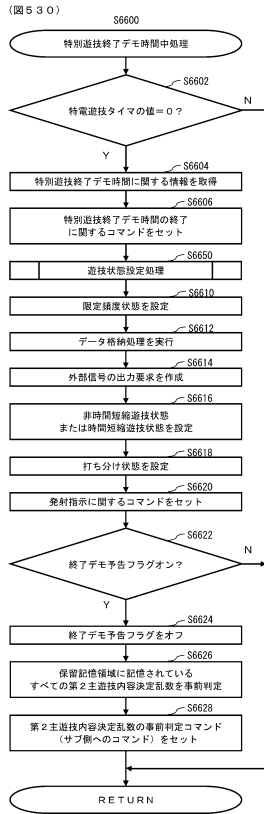 (図530)
S6600
特別遊技終了デモ時間中処理
S6602
特電遊技タイマの値=0?
N
Y
S6604
特別遊技終了デモ時間に関する情報を取得
S6606
特別遊技終了デモ時間の終了
に関するコマンドをセット
S6650
遊技状態設定処理
S6610
限定頻度状態を設定
S6612
データ格納処理を実行
S6614
外部信号の出力要求を作成
S6616
非時間短縮遊技状態
または時間短縮遊技状態を設定
S6618
打ち分け状態を設定
S6620
発射指示に関するコマンドをセット
S6622
終了デモ予告フラグオン?
N
Y
S6624
終了デモ予告フラグをオフ
S6626
保留記憶領域に記憶されている
すべての第2主遊技内容決定乱数を事前判定
S6628
第2主遊技内容決定乱数の事前判定コマンド
(サブ側へのコマンド)をセット
RETURN